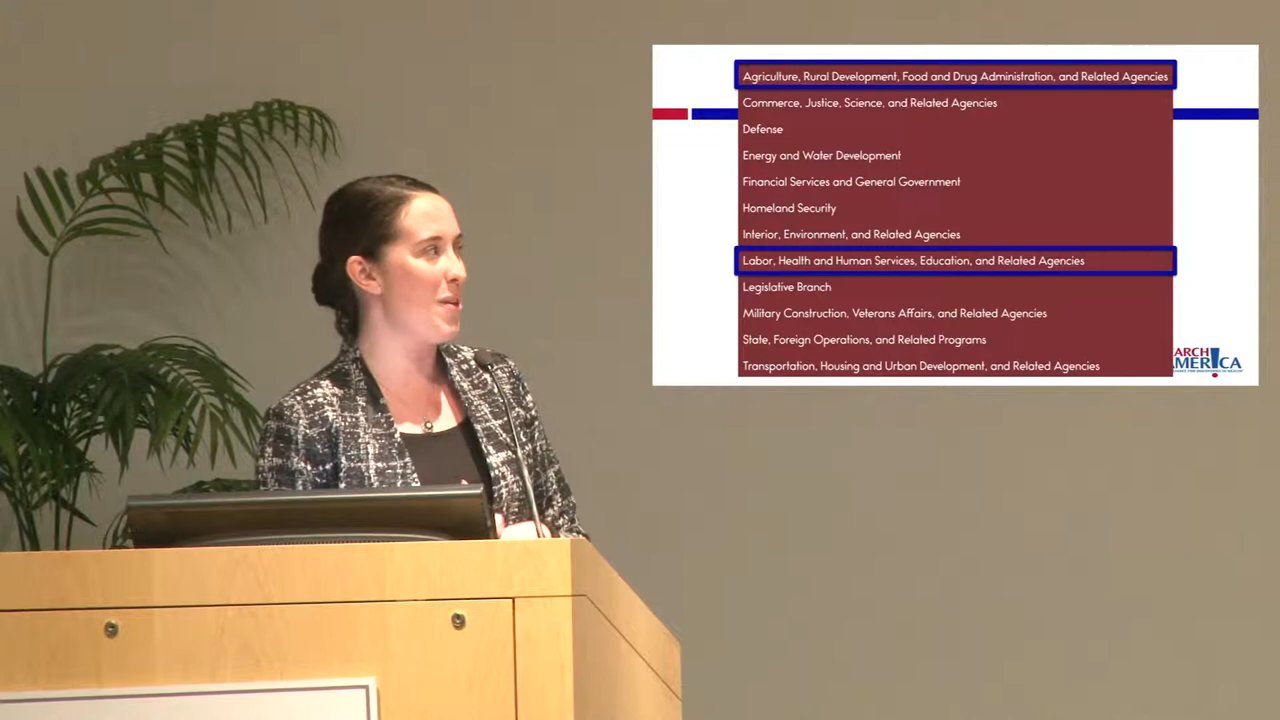 Agriculture, Rural Development, Food and Drug Administration, and Related Agencies
Commerce, Justice, Science, and Related Agencies
Defense
Energy and Water Development
Financial Services and General Government
Homeland Security
Interior, Environment, and Related Agencies
Labor, Health and Human Services, Education, and Related Agencies
Legislative Branch
Military Construction, Veterans Affairs, and Related Agencies
State, Foreign Operations, and Related Programs
Transportation, Housing and Urban Development, and Related Agencies
ARCH
MERICA